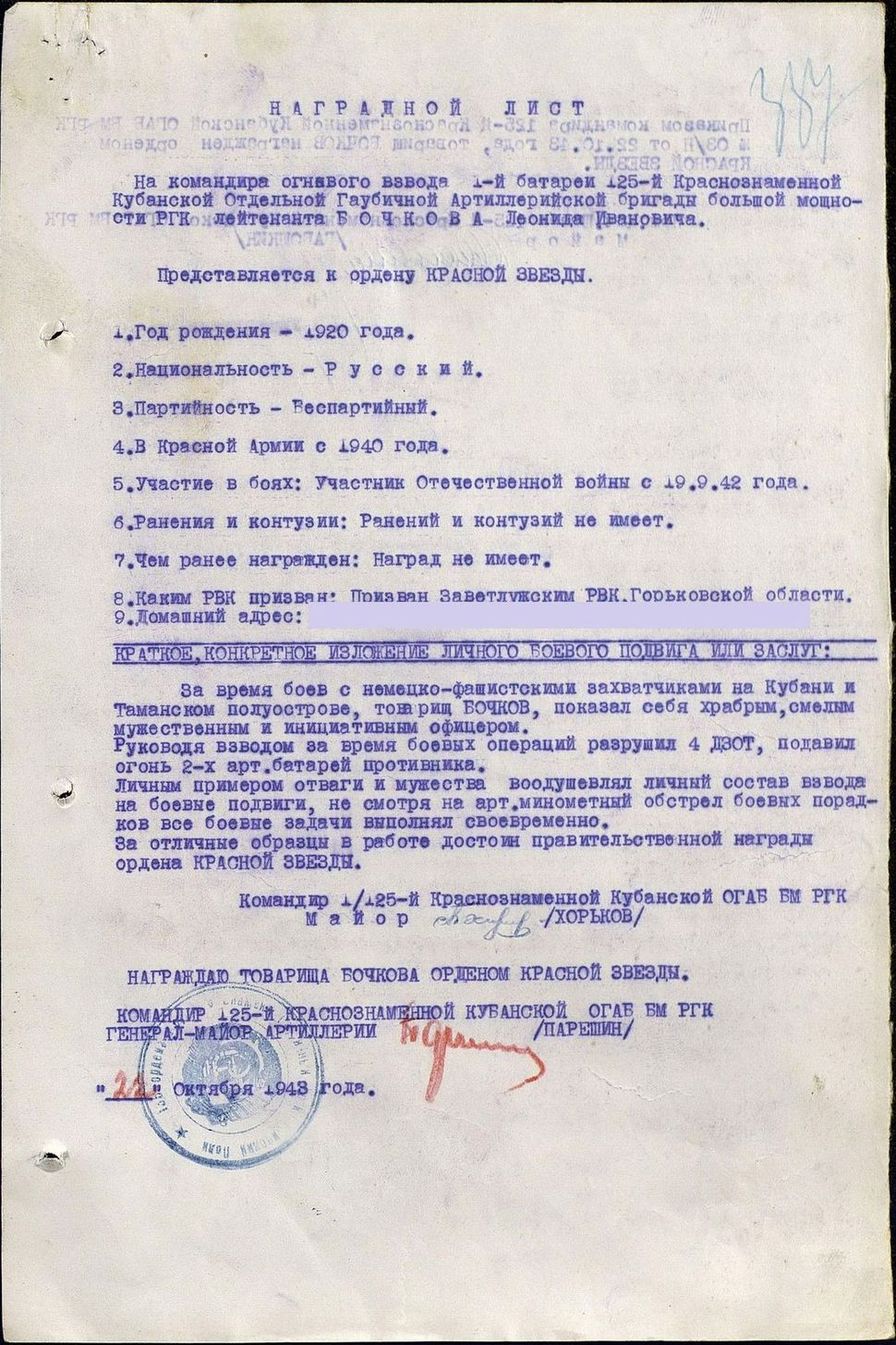 337
НАГРАДНОЙ ЛИСТ
На командира огневого взвода 1-й батареи 125-й Краснознаменной
Кубанской Отдельной Гаубичной Артиллерийской бригады большой мощно-
сти РГК лейтенанта Б О Ч К О В А Леонида Ивановича.
Представляется к ордену КРАСНОЙ ЗВЕЗДЫ.
1.Год рождения - 1920 года.
2.Национальность - Р у с с к и й.
3.Партийность - Беспартийный.
4.В Красной Армии с 1940 года.
5.Участие в боях: Участник Отечественной войны с 19.9.42 года.
6.Ранения и контузии: Ранений и контузий не имеет.
7.Чем ранее награжден: Наград не имеет.
8.Каким РВК призван: Призван Заветлужским РВК.Горьковской области.
9.Домашний адрес:
КРАТКОЕ,КОНКРЕТНОЕ ИЗЛОЖЕНИЕ ЛИЧНОГО БОЕВОГО ПОДВИГА ИЛИ ЗАСЛУГ:
За время боев с немецко-фашистскими захватчиками на Кубани и
Таманском полуострове, товарищ БОЧКОВ, показал себя храбрым,смелым
мужественным и инициативным офицером.
Руководя взводом за время боевых операций разрушил 4 ДЗОТ, подавил
огонь 2-х арт.батарей противника.
Личным примером отваги и мужества воодушевлял личный состав взвода
на боевые подвиги, не смотря на арт.минометный обстрел боевых поряд-
ков все боевые задачи выполнял своевременно.
За отличные образцы в работе достоин правительственной награды
ордена КРАСНОЙ ЗВЕЗДЫ.
Командир 1/125-й Краснознаменной Кубанской ОГАБ БМ РГК
М а й о р /ХОРЬКОВ/
НАГРАЖДАЮ ТОВАРИЩА БОЧКОВА ОРДЕНОМ КРАСНОЙ ЗВЕЗДЫ.
КОМАНДИР 125-й КРАСНОЗНАМЕННОЙ КУБАНСКОЙ ОГАБ БМ РГК
ГЕНЕРАЛ-МАЙОР АРТИЛЛЕРИИ /ПАРЕШИН/
"22" Октября 1943 года.